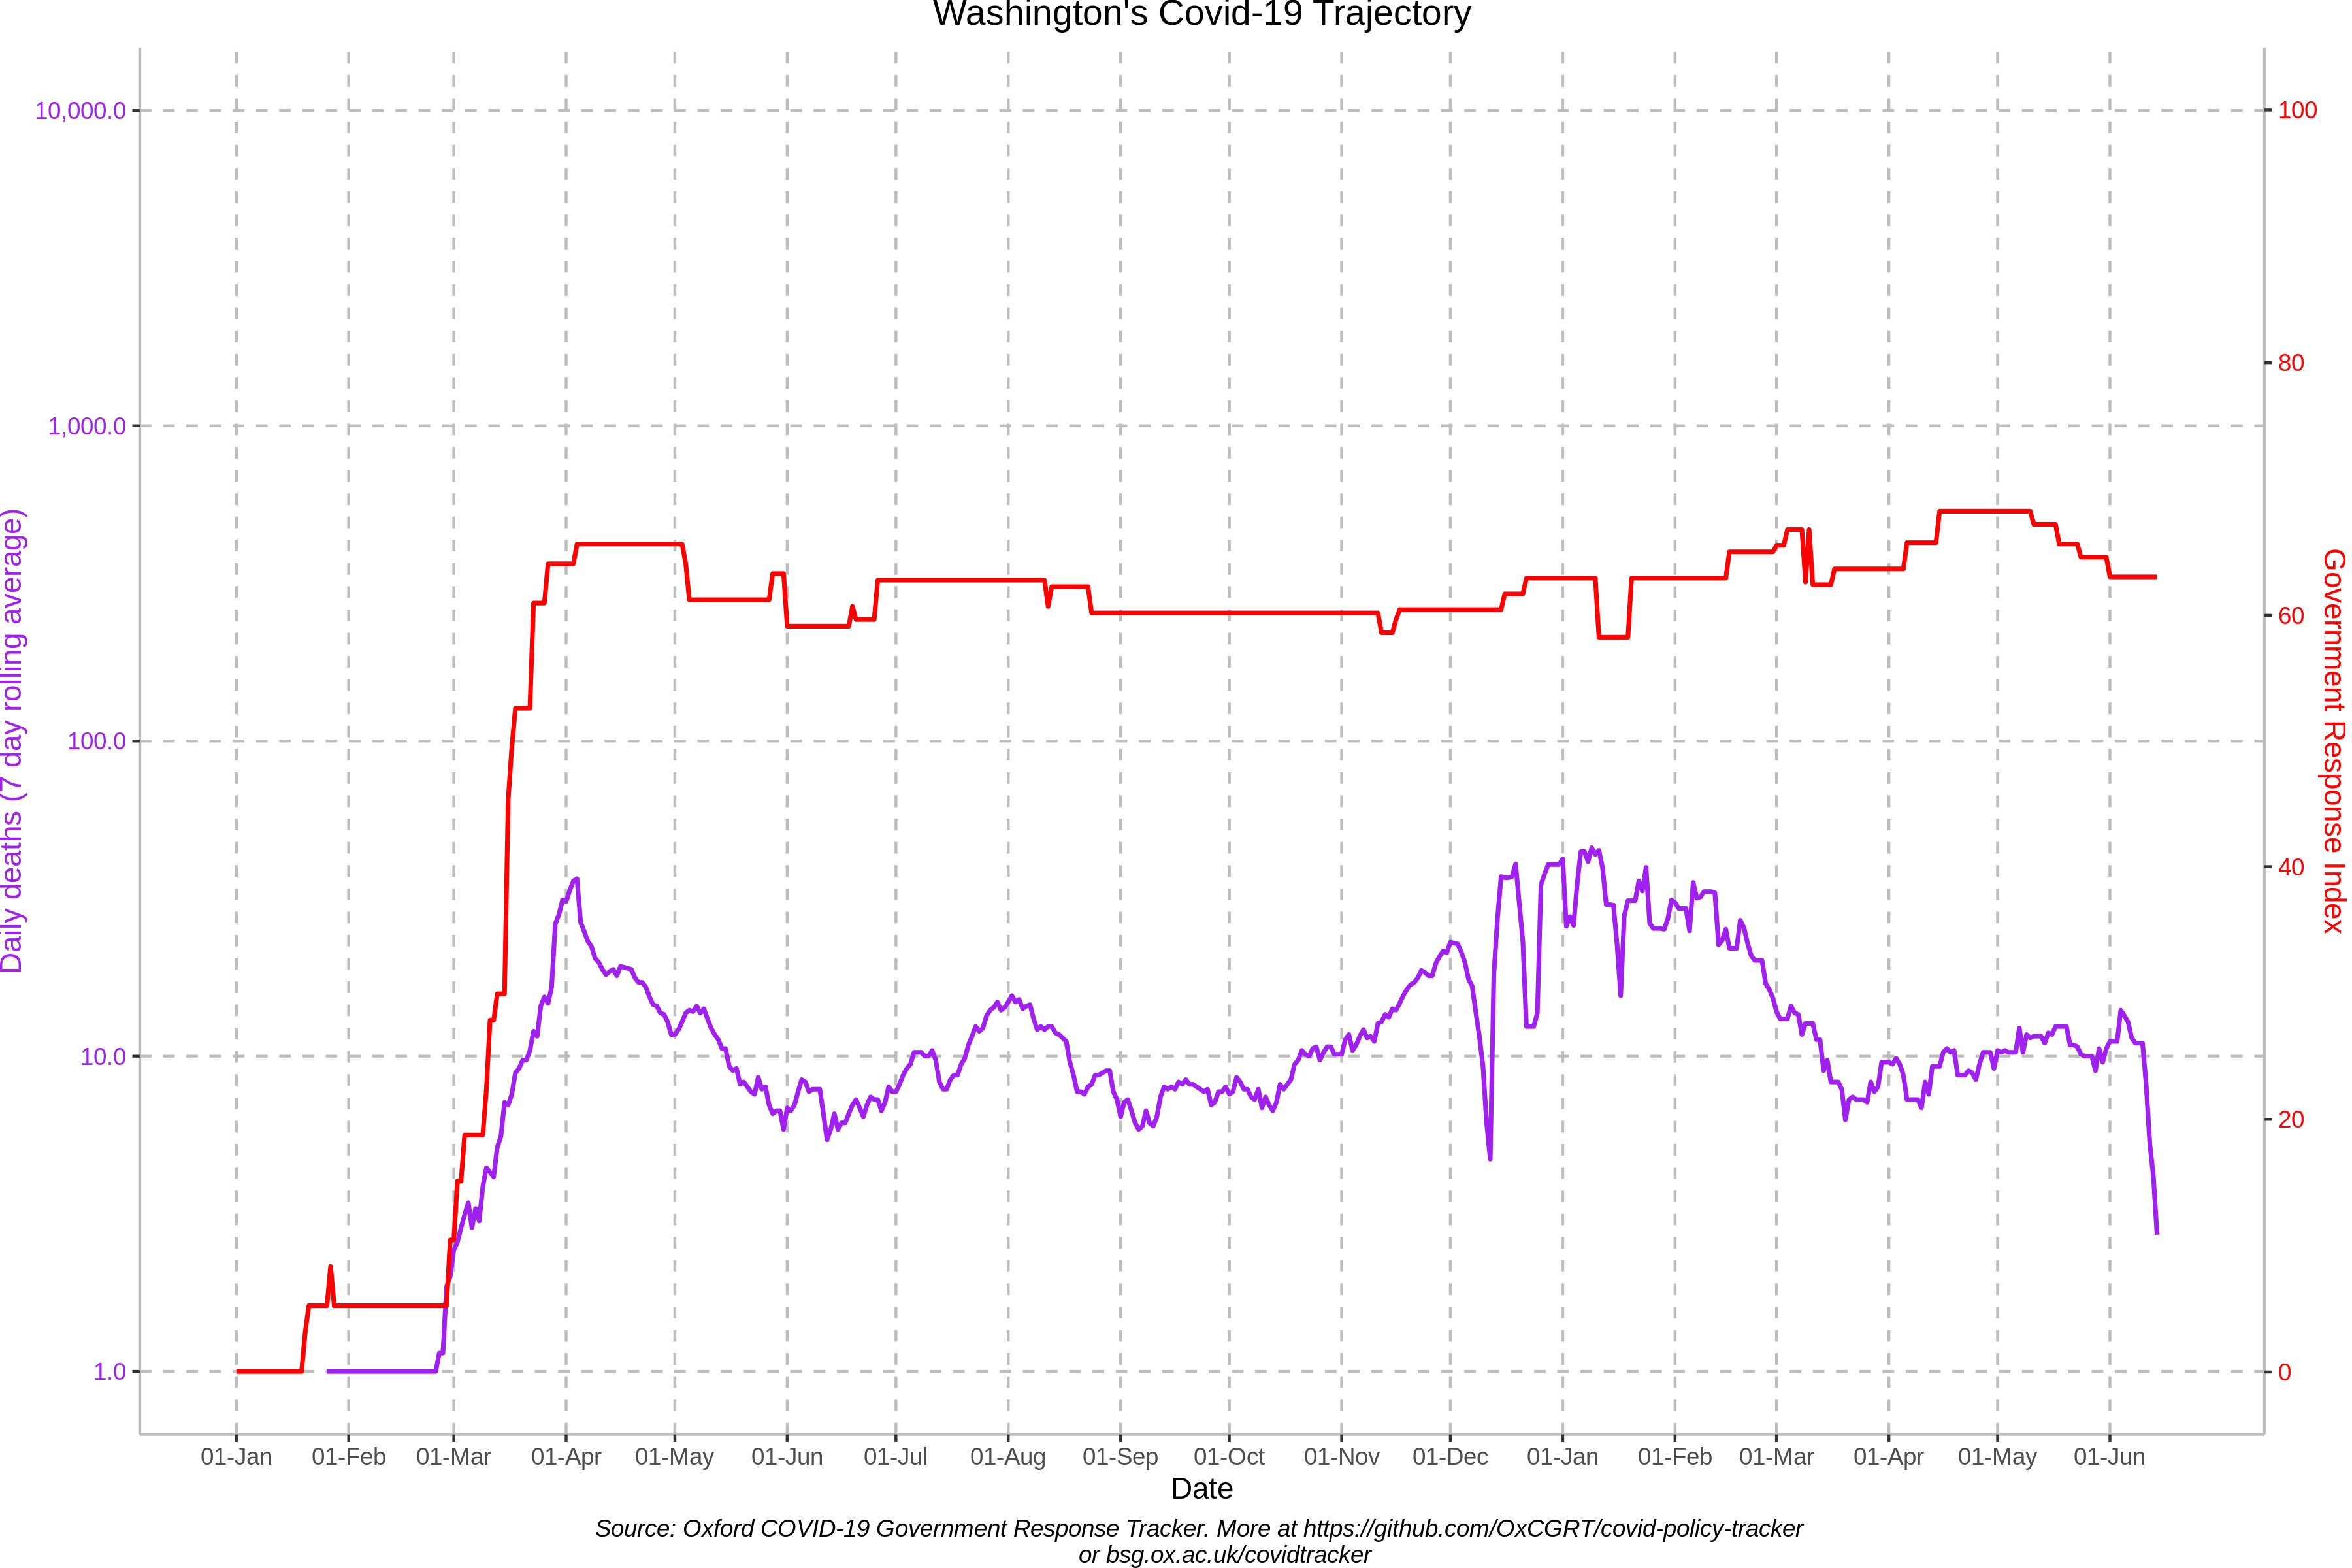 Washington's Covid-19 Trajectory
10,000.0
1,000.0
100.0
10.0
1.0
Daily deaths (7 day rolling average)
100
80
60
40
20
0
Government Response Index
01-Jan 01-Feb 01-Mar 01-Apr 01-May 01-Jun 01-Jul 01-Aug 01-Sep 01-Oct 01-Nov 01-Dec 01-Jan 01-Feb 01-Mar 01-Apr 01-May 01-Jun
Date
Source: Oxford COVID-19 Government Response Tracker. More at https://github.com/OxCGRT/covid-policy-tracker
or bsg.ox.ac.uk/covidtracker